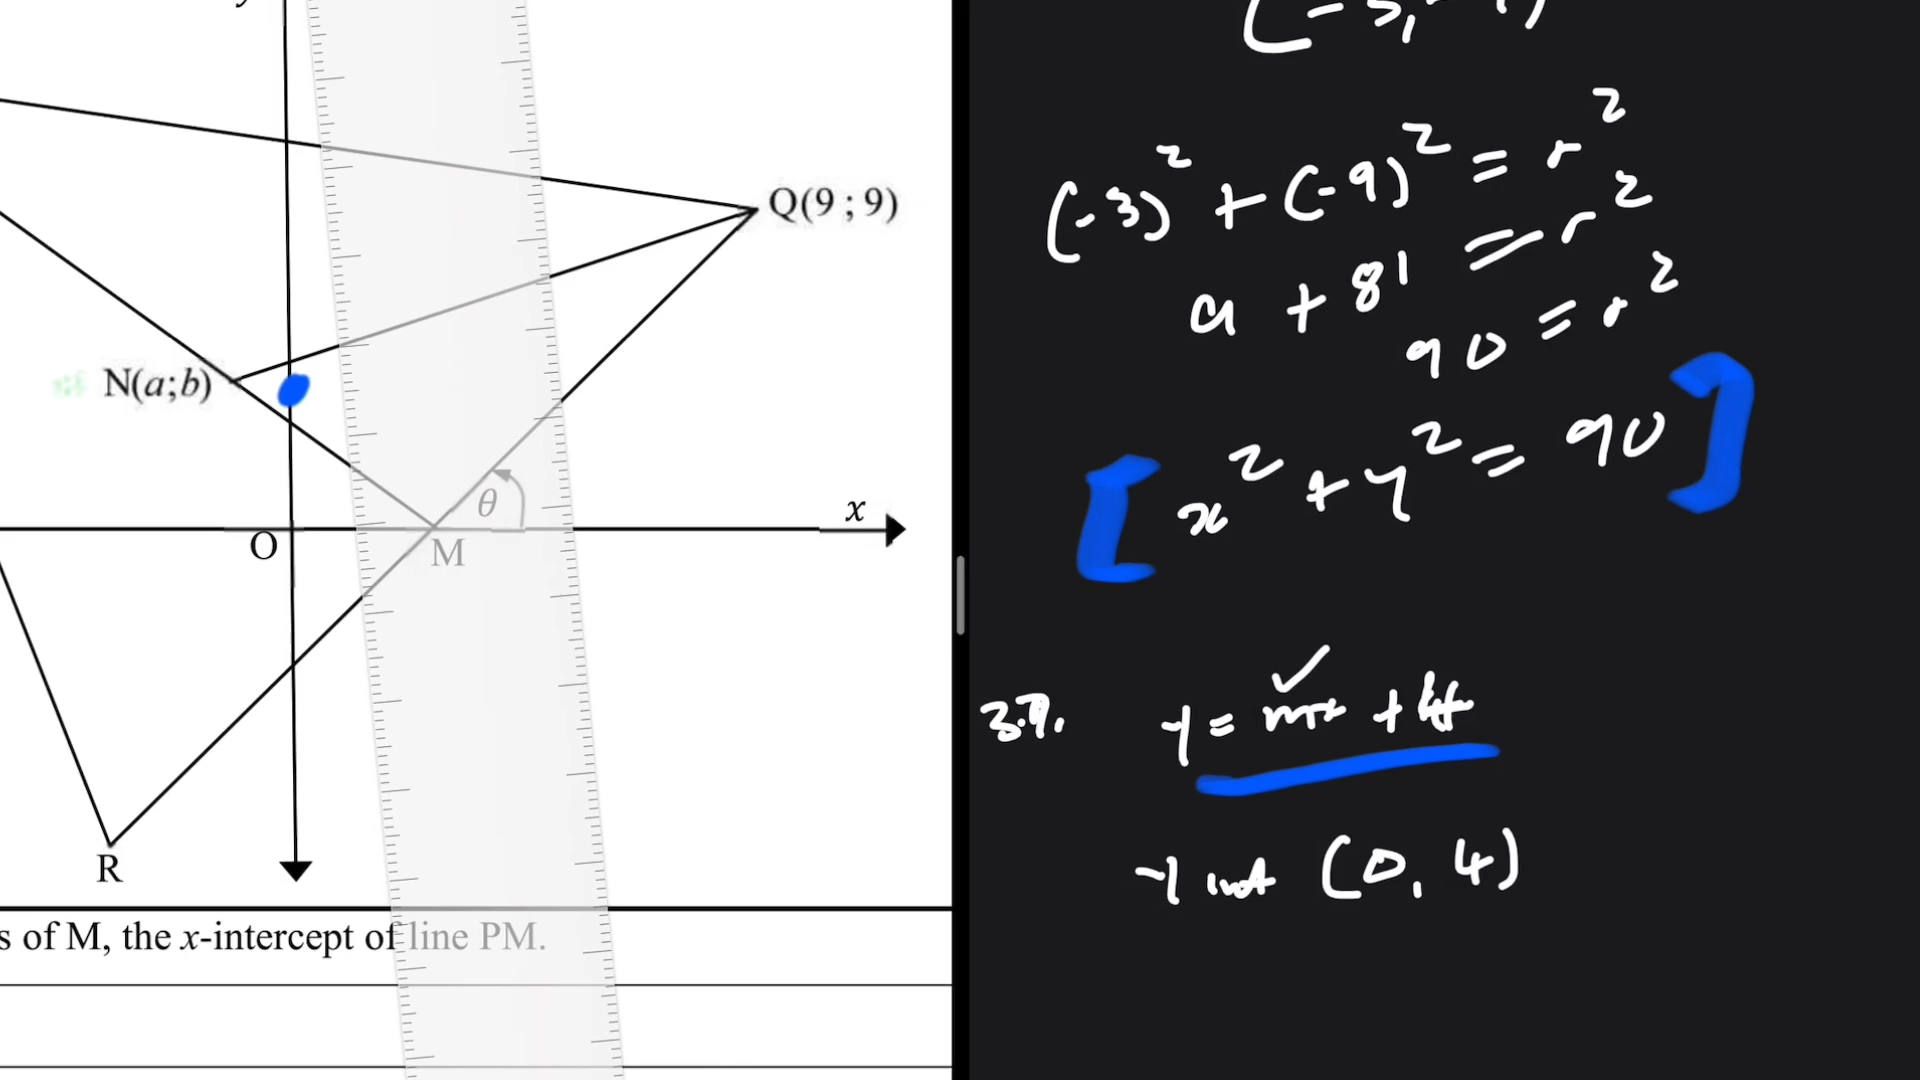 Q(9 ; 9)
N(a;b)
θ
x
O
M
R
s of M, the x-intercept of line PM.
(-3)² + (-9)² = r²
9 + 81 = r²
90 = r²
[x² + y² = 90]
3.7. y = mx +
y int (0, 4)